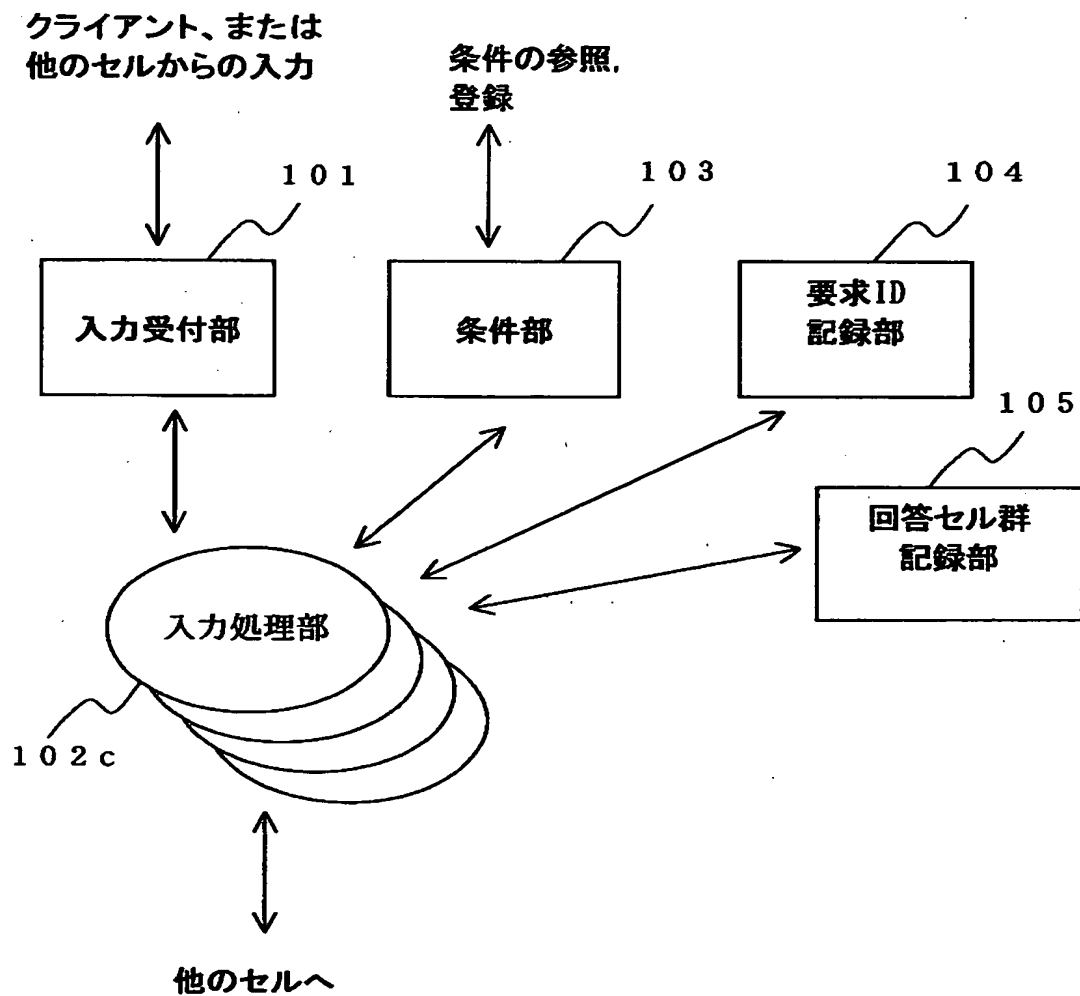 クライアント、または
他のセルからの入力
条件の参照,
登録
101
103
104
入力受付部
条件部
要求ID
記録部
105
回答セル群
記録部
入力処理部
102c
他のセルへ